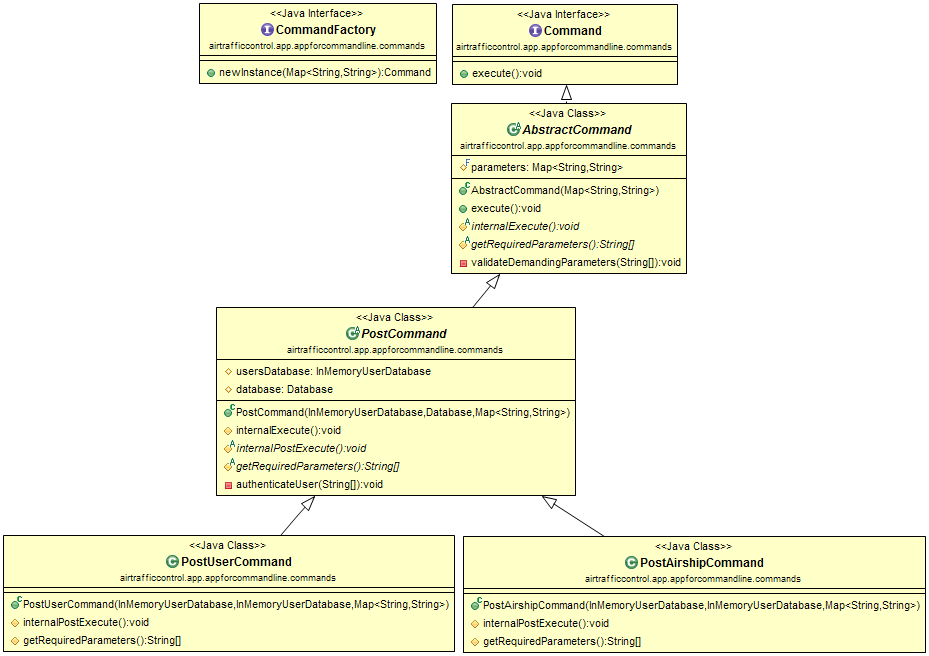 <<Java Interface>>
CommandFactory
airtrafficcontrol.app.appforcommandline.commands
newInstance(Map<String,String>):Command
<<Java Interface>>
Command
airtrafficcontrol.app.appforcommandline.commands
execute():void
<<Java Class>>
AbstractCommand
airtrafficcontrol.app.appforcommandline.commands
parameters: Map<String,String>
AbstractCommand(Map<String,String>)
execute():void
internalExecute():void
getRequiredParameters():String[]
validateDemandingParameters(String[]):void
<<Java Class>>
PostCommand
airtrafficcontrol.app.appforcommandline.commands
usersDatabase: InMemoryUserDatabase
database: Database
PostCommand(InMemoryUserDatabase,Database,Map<String,String>)
internalExecute():void
internalPostExecute():void
getRequiredParameters():String[]
authenticateUser(String[]):void
<<Java Class>>
PostUserCommand
airtrafficcontrol.app.appforcommandline.commands
PostUserCommand(InMemoryUserDatabase,InMemoryUserDatabase,Map<String,String>)
internalPostExecute():void
getRequiredParameters():String[]
<<Java Class>>
PostAirshipCommand
airtrafficcontrol.app.appforcommandline.commands
PostAirshipCommand(InMemoryUserDatabase,InMemoryUserDatabase,Map<String,String>)
internalPostExecute():void
getRequiredParameters():String[]